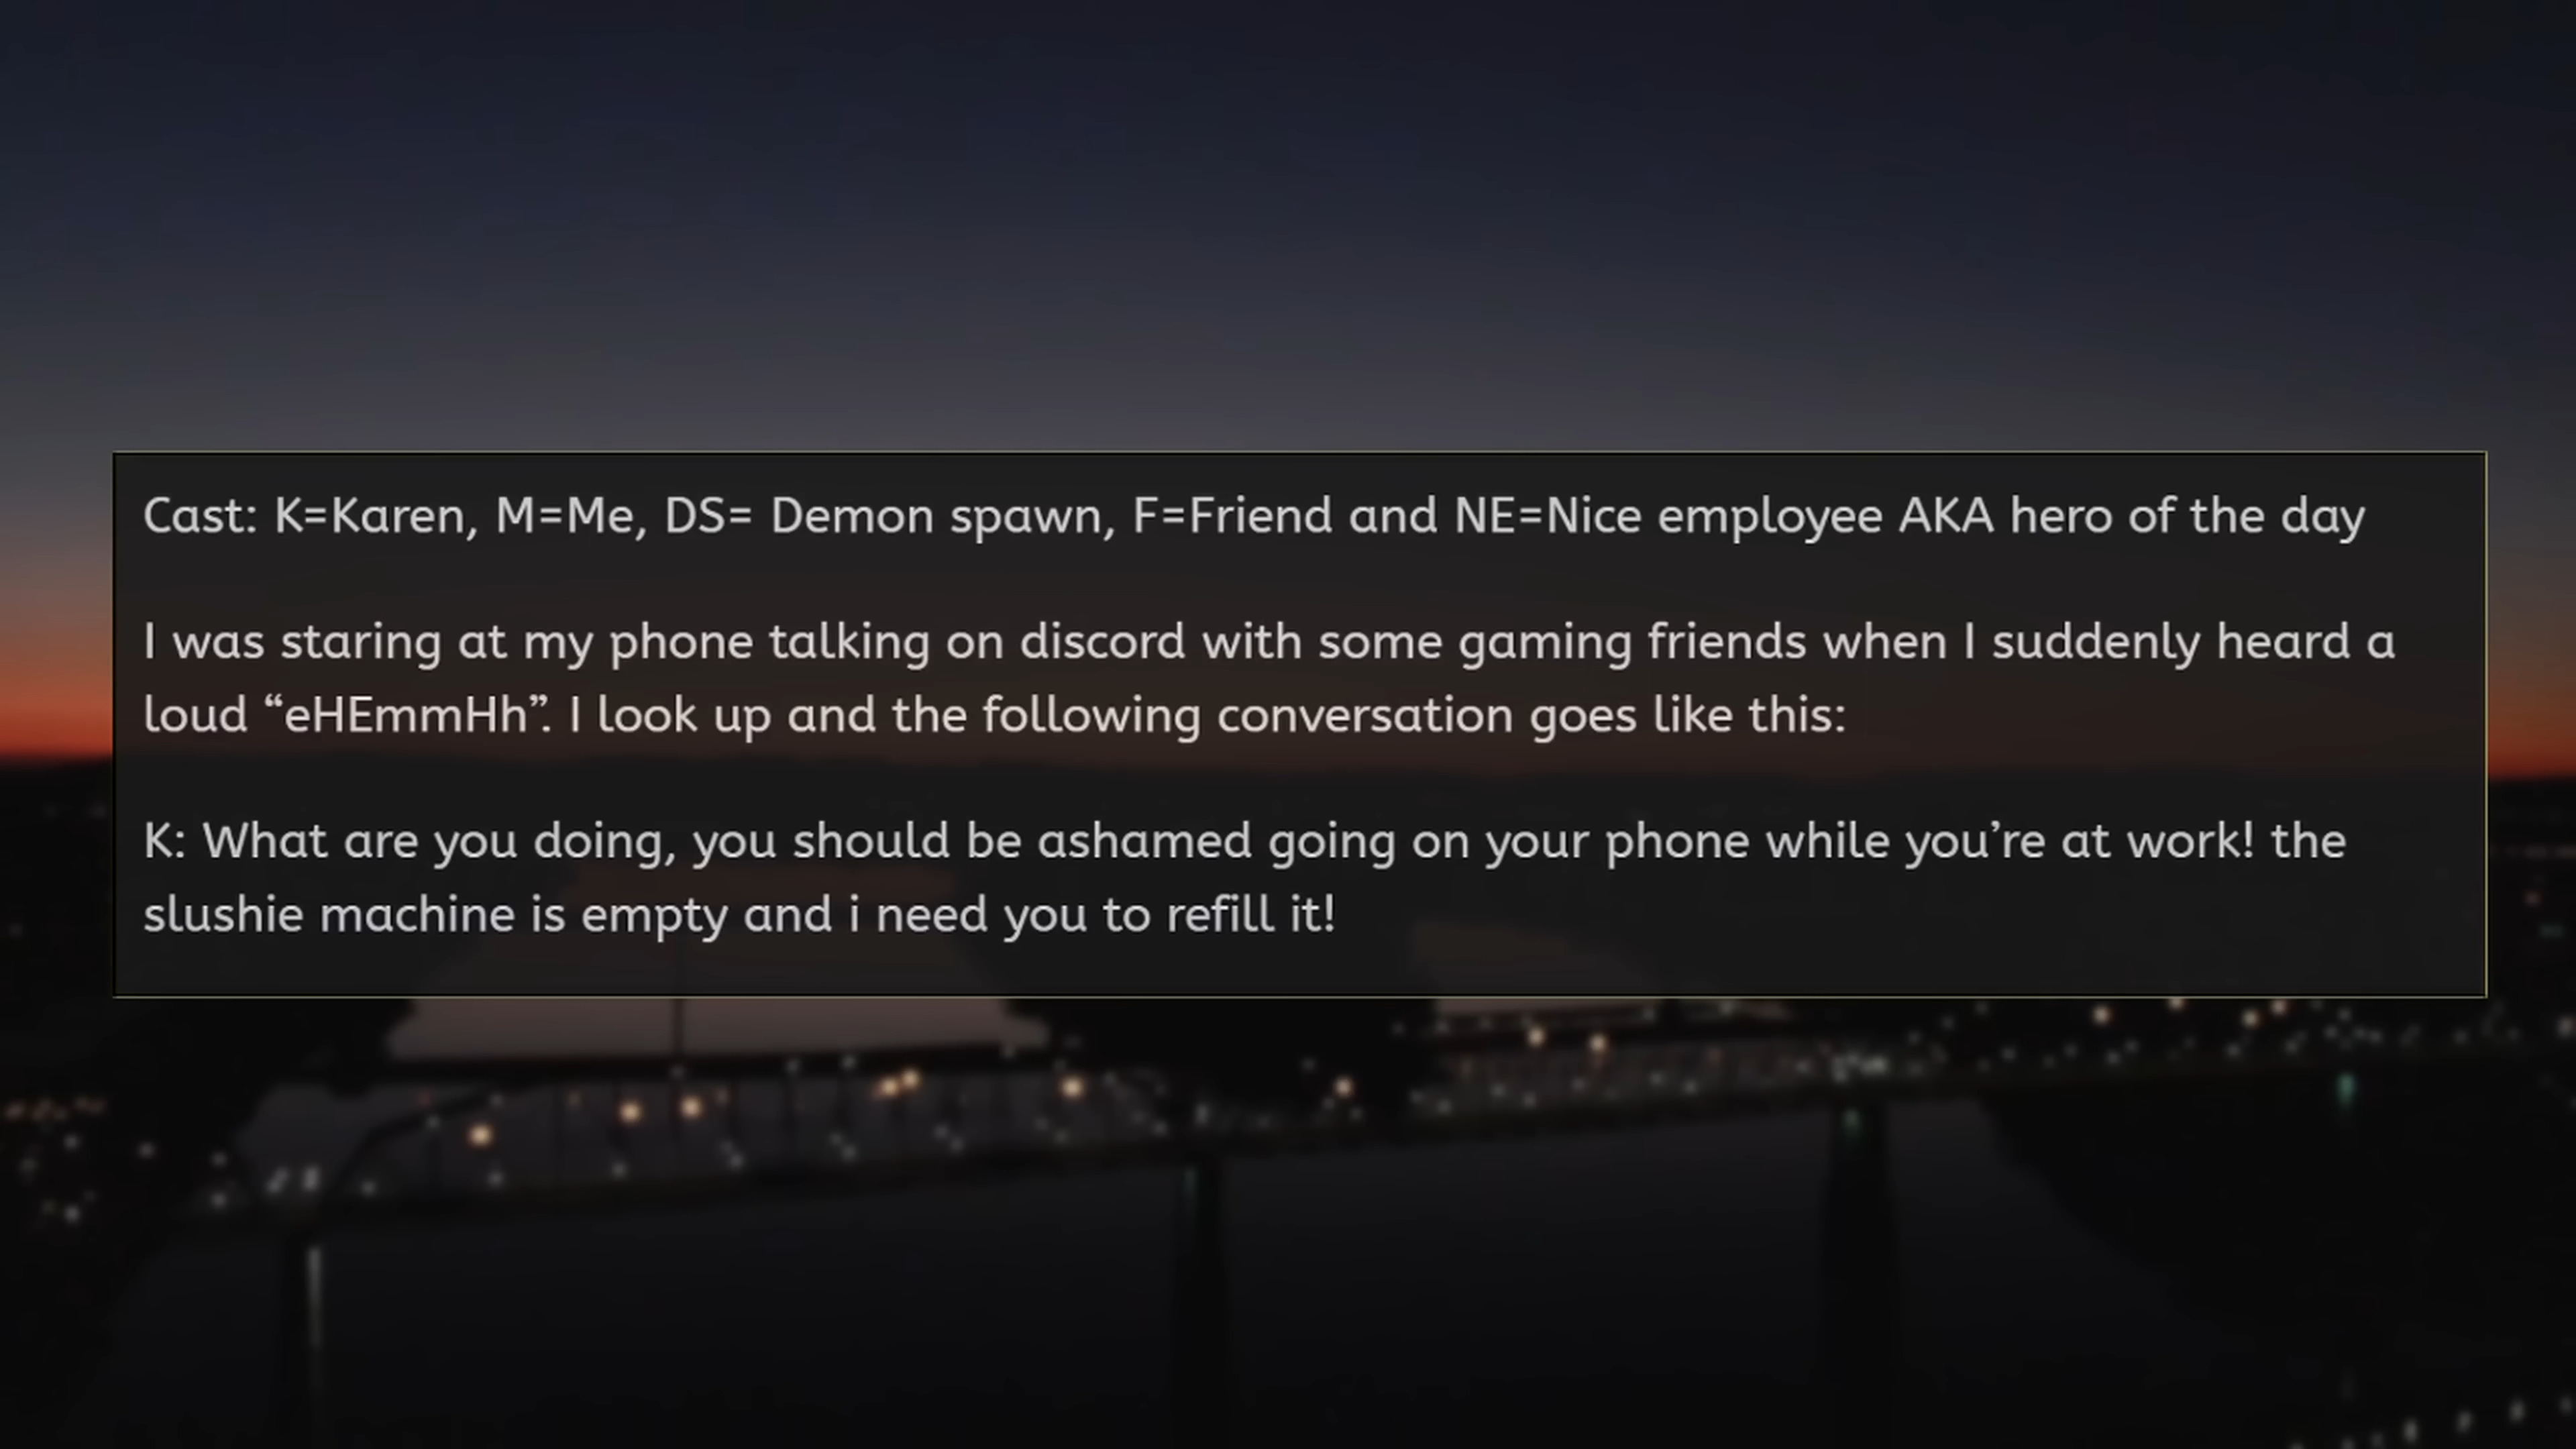 Cast: K=Karen, M=Me, DS= Demon spawn, F=Friend and NE=Nice employee AKA hero of the day
I was staring at my phone talking on discord with some gaming friends when I suddenly heard a
loud “eHEmmHh”. I look up and the following conversation goes like this:
K: What are you doing, you should be ashamed going on your phone while you’re at work! the
slushie machine is empty and i need you to refill it!